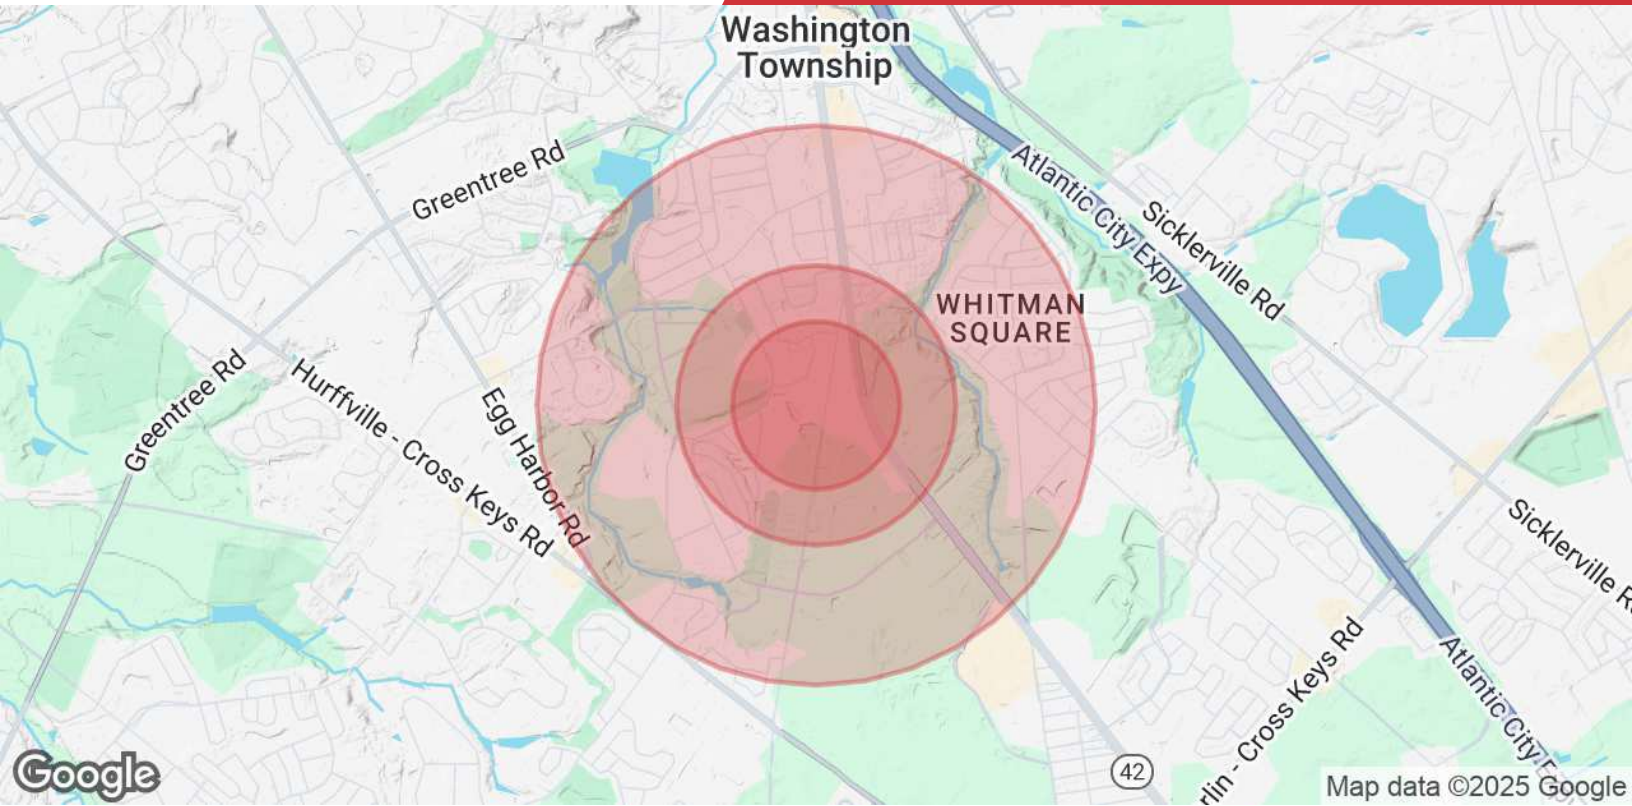 Washington
Township
Greentree Rd
Atlantic City Expy
Sicklerville Rd
WHITMAN
SQUARE
Greentree Rd
Hurffville - Cross Keys Rd
Egg Harbor Rd
Sicklerville R
rlin - Cross Keys Rd
Atlantic City E
42
Google
Map data ©2025 Google